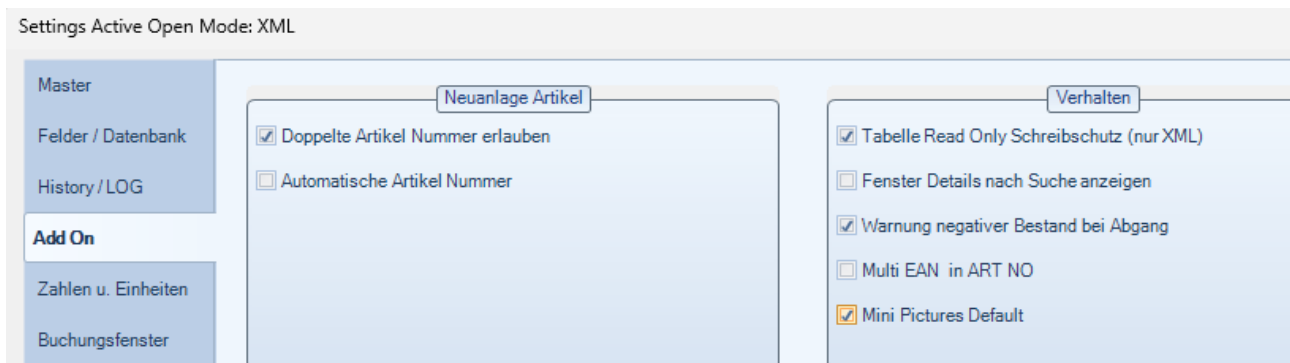 Settings Active Open Mode: XML
Master
Felder / Datenbank
History / LOG
Add On
Zahlen u. Einheiten
Buchungsfenster
Neuanlage Artikel
Doppelte Artikel Nummer erlauben
Automatische Artikel Nummer
Verhalten
Tabelle Read Only Schreibschutz (nur XML)
Fenster Details nach Suche anzeigen
Warnung negativer Bestand bei Abgang
Multi EAN in ART NO
Mini Pictures Default